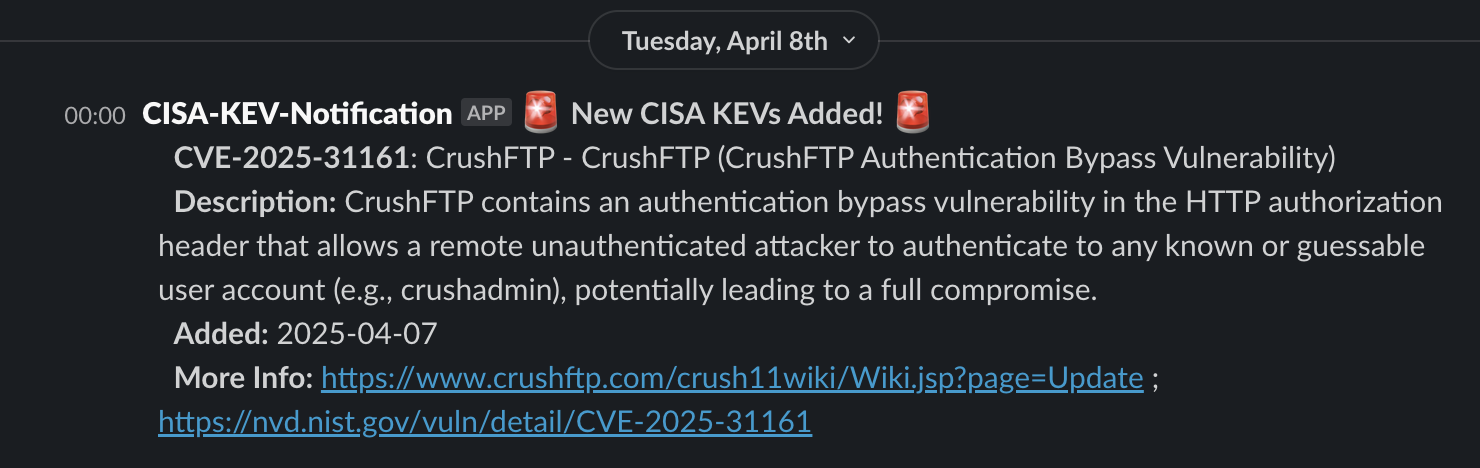 Tuesday, April 8th
00:00 CISA-KEV-Notification APP 🚨 New CISA KEVs Added! 🚨
CVE-2025-31161: CrushFTP - CrushFTP (CrushFTP Authentication Bypass Vulnerability)
Description: CrushFTP contains an authentication bypass vulnerability in the HTTP authorization
header that allows a remote unauthenticated attacker to authenticate to any known or guessable
user account (e.g., crushadmin), potentially leading to a full compromise.
Added: 2025-04-07
More Info: https://www.crushftp.com/crush11wiki/Wiki.jsp?page=Update ;
https://nvd.nist.gov/vuln/detail/CVE-2025-31161